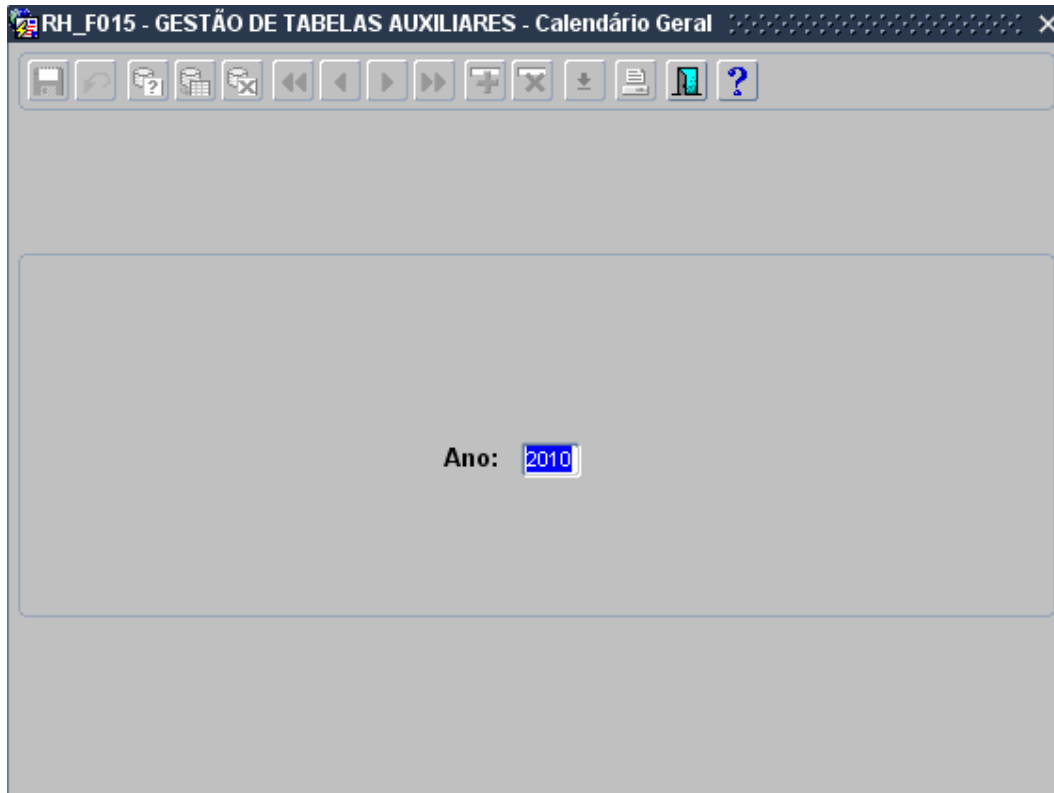 RH_F015 - GESTÃO DE TABELAS AUXILIARES - Calendário Geral
Ano: 2010